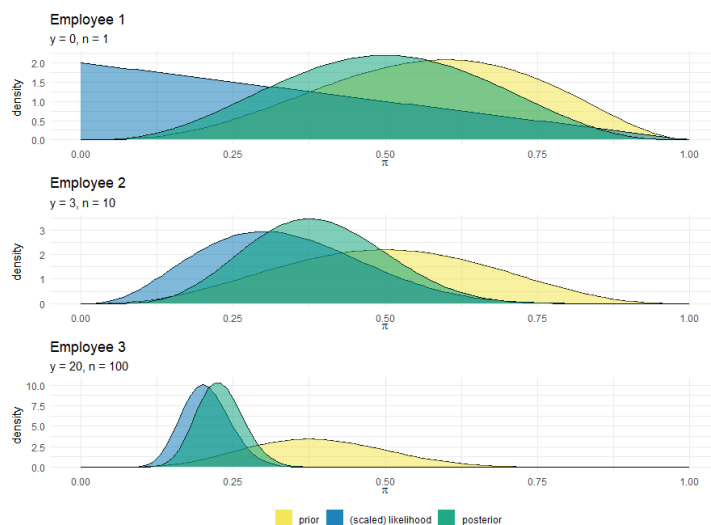 Employee 1
y = 0, n = 1
density
2.0
1.5
1.0
0.5
0.0
0.00 0.25 0.50 0.75 1.00
π
Employee 2
y = 3, n = 10
density
3
2
1
0
0.00 0.25 0.50 0.75 1.00
π
Employee 3
y = 20, n = 100
density
10.0
7.5
5.0
2.5
0.0
0.00 0.25 0.50 0.75 1.00
π
prior (scaled) likelihood posterior